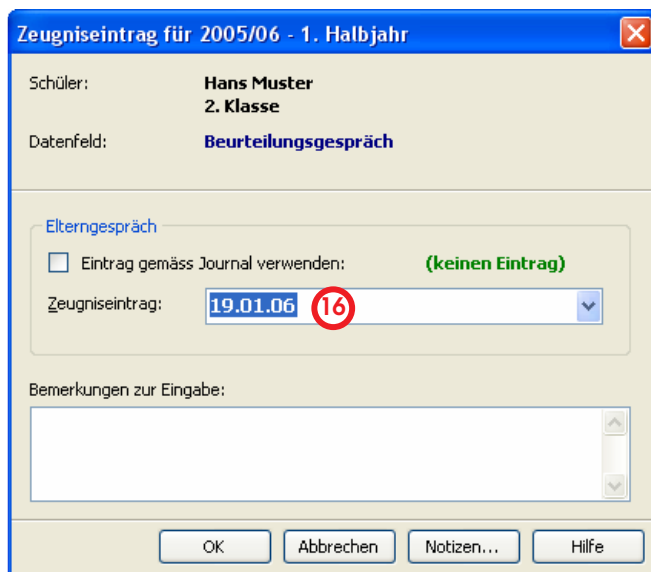 Zeugniseintrag für 2005/06 - 1. Halbjahr
Schüler: Hans Muster
2. Klasse
Datenfeld: Beurteilungsgespräch
Elterngespräch
Eintrag gemäss Journal verwenden: (keinen Eintrag)
Zeugniseintrag: 19.01.06 16
Bemerkungen zur Eingabe:
OK Abbrechen Notizen... Hilfe